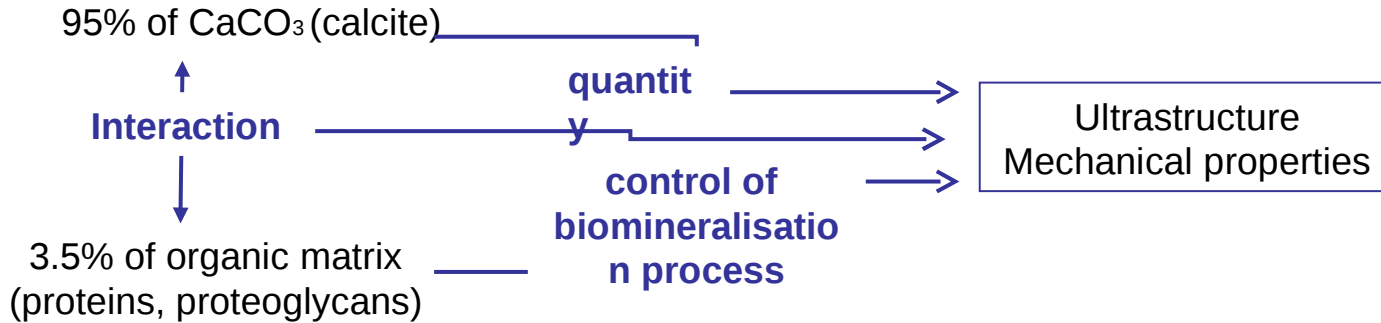 95% of CaCO₃ (calcite)
quantit
y
Interaction
Ultrastructure
Mechanical properties
control of
biomineralisatio
n process
3.5% of organic matrix
(proteins, proteoglycans)